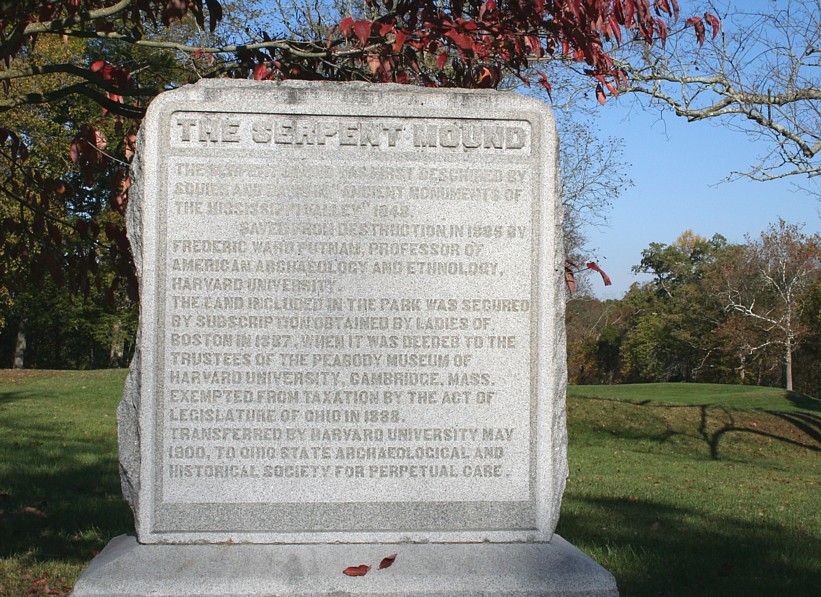 THE SERPENT MOUND
THE SERPENT MOUND WAS FIRST DESCRIBED BY
SQUIER AND DAVIS IN "ANCIENT MONUMENTS OF
THE MISSISSIPPI VALLEY" 1848.
SAVED FROM DESTRUCTION, IN 1885 BY
FREDERIC WARD PUTNAM, PROFESSOR OF
AMERICAN ARCHAEOLOGY AND ETHNOLOGY,
HARVARD UNIVERSITY
THE LAND INCLUDED IN THE PARK WAS SECURED
BY SUBSCRIPTION OBTAINED BY LADIES OF
BOSTON IN 1887, WHEN IT WAS DEEDED TO THE
TRUSTEES OF THE PEABODY MUSEUM OF
HARVARD UNIVERSITY, CAMBRIDGE, MASS.
EXEMPTED FROM TAXATION BY THE ACT OF
LEGISLATURE OF OHIO IN 1888.
TRANSFERRED BY HARVARD UNIVERSITY MAY
1900, TO OHIO STATE ARCHAEOLOGICAL AND
HISTORICAL SOCIETY FOR PERPETUAL CARE.